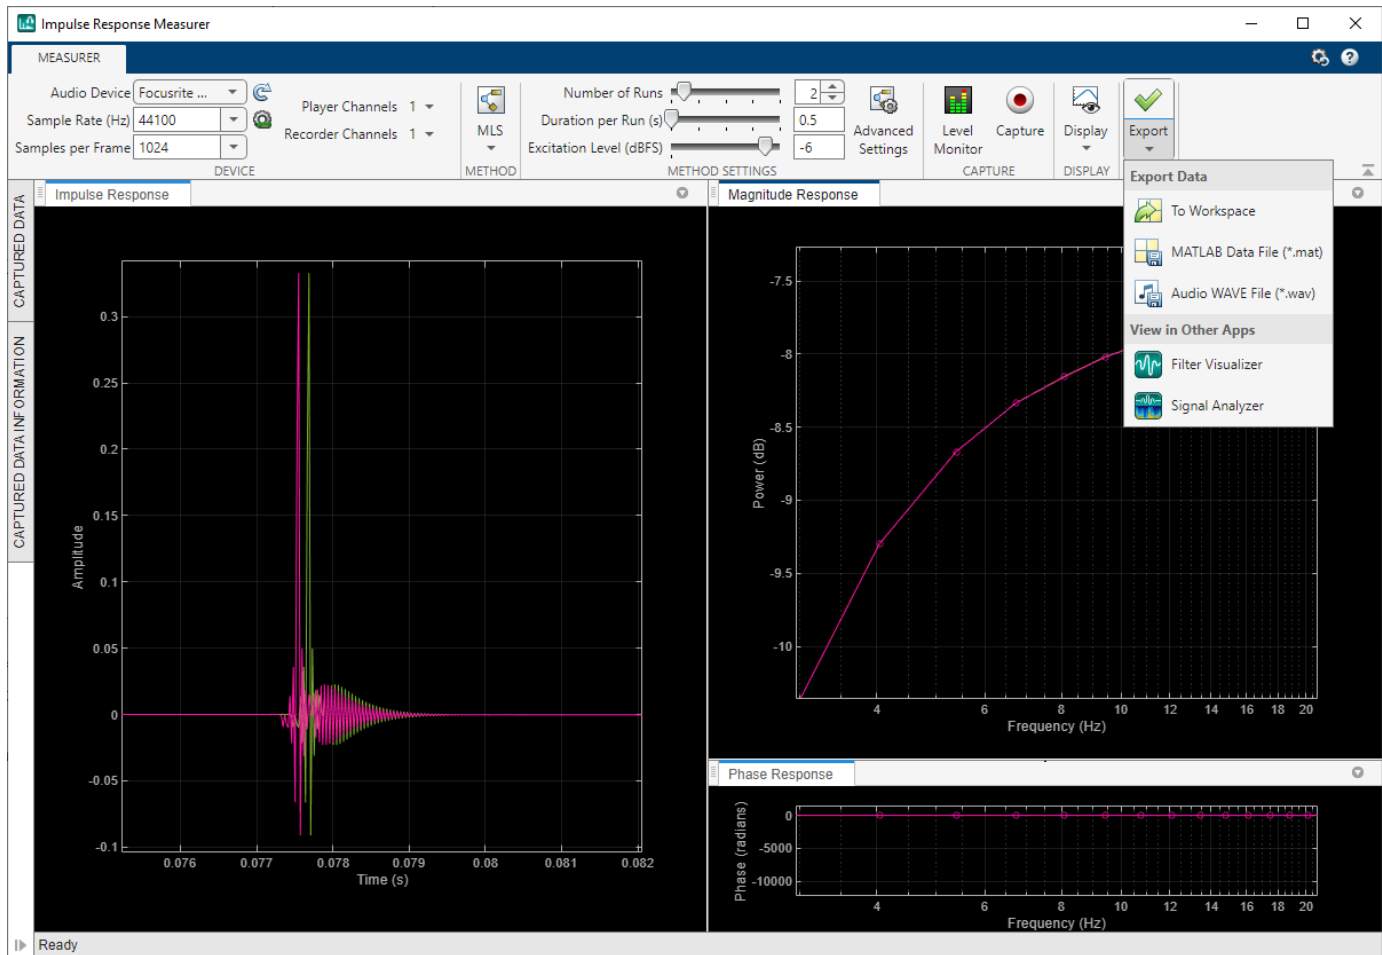 Impulse Response Measurer
MEASURER
Audio Device Focusrite ...
Sample Rate (Hz) 44100
Samples per Frame 1024
Player Channels 1
Recorder Channels 1
DEVICE
MLS
METHOD
Number of Runs 2
Duration per Run (s) 0.5
Excitation Level (dBFS) -6
Advanced
Settings
METHOD SETTINGS
Level
Monitor
Capture
CAPTURE
Display
DISPLAY
Export
Export Data
To Workspace
MATLAB Data File (*.mat)
Audio WAVE File (*.wav)
View in Other Apps
Filter Visualizer
Signal Analyzer
CAPTURED DATA
CAPTURED DATA INFORMATION
Impulse Response
0.3
0.25
0.2
0.15
0.1
0.05
0
-0.05
-0.1
Amplitude
0.076 0.077 0.078 0.079 0.08 0.081 0.082
Time (s)
Magnitude Response
-7.5
-8
-8.5
-9
-9.5
-10
Power (dB)
4 6 8 10 12 14 16 18 20
Frequency (Hz)
Phase Response
0
-5000
-10000
Phase (radians)
4 6 8 10 12 14 16 18 20
Frequency (Hz)
Ready